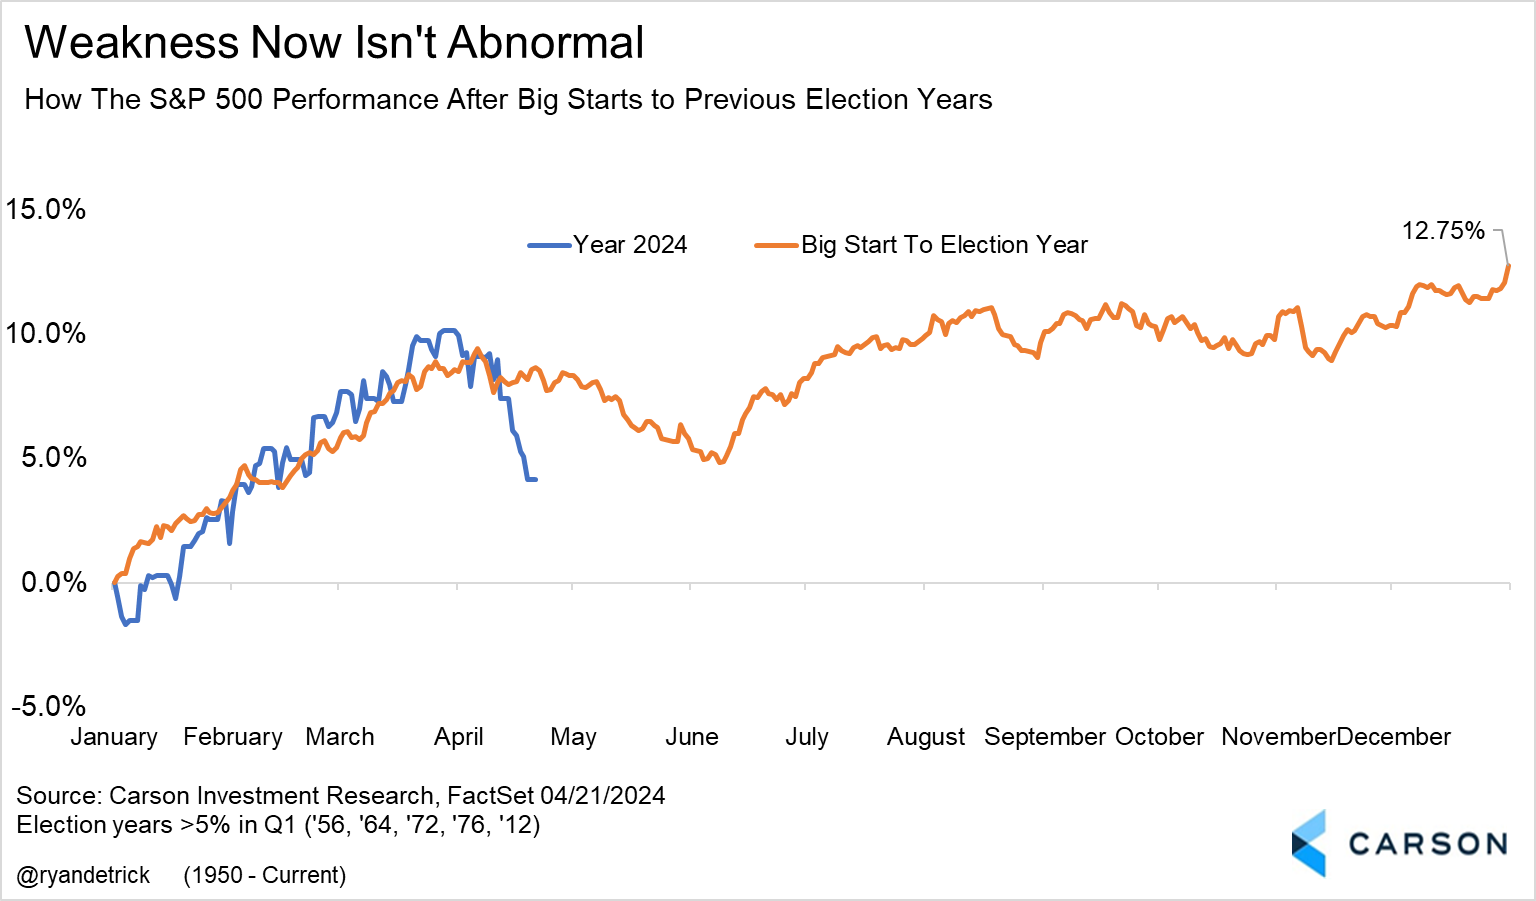 Weakness Now Isn't Abnormal
How The S&P 500 Performance After Big Starts to Previous Election Years
15.0%
Year 2024
Big Start To Election Year
12.75%
10.0%
5.0%
0.0%
-5.0%
January February March April May June July August September October November December
Source: Carson Investment Research, FactSet 04/21/2024
Election years >5% in Q1 ('56, '64, '72, '76, '12)
@ryandetrick (1950 - Current)
CARSON